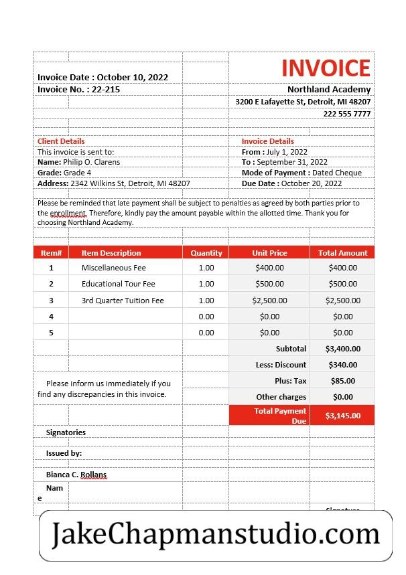 INVOICE
Invoice Date : October 10, 2022
Invoice No. : 22-215 Northland Academy
3200 E Lafayette St, Detroit, MI 48207
222 555 7777
Client Details Invoice Details
This invoice is sent to: From : July 1, 2022
Name: Philip O. Clarens To : September 31, 2022
Grade: Grade 4 Mode of Payment : Dated Cheque
Address: 2342 Wilkins St, Detroit, MI 48207 Due Date : October 20, 2022
Please be reminded that late payment shall be subject to penalties as agreed by both parties prior to
the enrollment. Therefore, kindly pay the amount payable within the allotted time. Thank you for
choosing Northland Academy.
Item# Item Description Quantity Unit Price Total Amount
1 Miscellaneous Fee 1.00 $400.00 $400.00
2 Educational Tour Fee 1.00 $500.00 $500.00
3 3rd Quarter Tuition Fee 1.00 $2,500.00 $2,500.00
4 0.00 $0.00 $0.00
5 0.00 $0.00 $0.00
Subtotal $3,400.00
Less: Discount $340.00
Please inform us immediately if you Plus: Tax $85.00
find any discrepancies in this invoice. Other charges $0.00
Total Payment
Due $3,145.00
Signatories
Issued by:
Bianca C. Rollans
Nam
e
JakeChapmanstudio.com